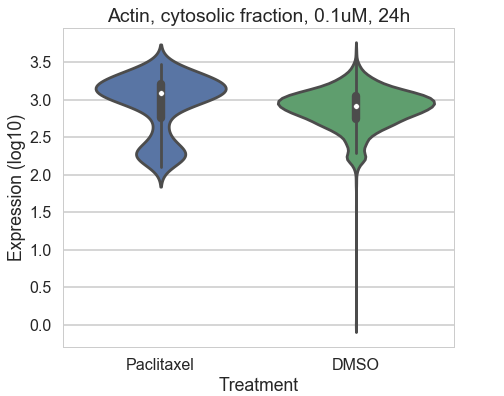 Actin, cytosolic fraction, 0.1uM, 24h
Expression (log10)
3.5
3.0
2.5
2.0
1.5
1.0
0.5
0.0
Paclitaxel
DMSO
Treatment